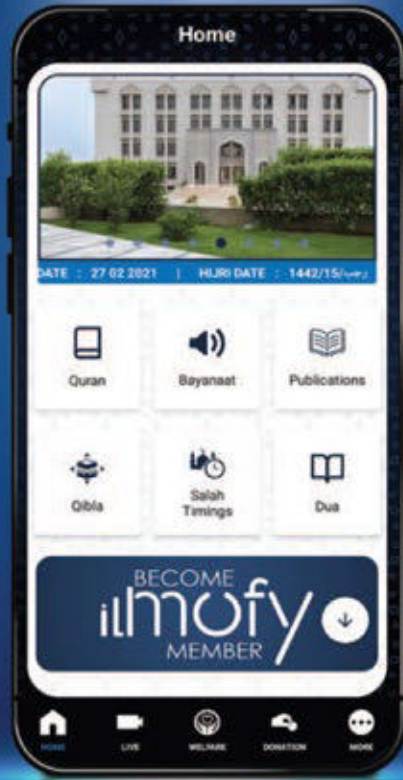 Home
DATE : 27 02 2021 | HIJRI DATE : 1442/15/رجب
Quran
Bayanaat
Publications
Qibla
Salah
Timings
Dua
BECOME
ilmofy
MEMBER
HOME
LIVE
WELFARE
DONATION
MORE